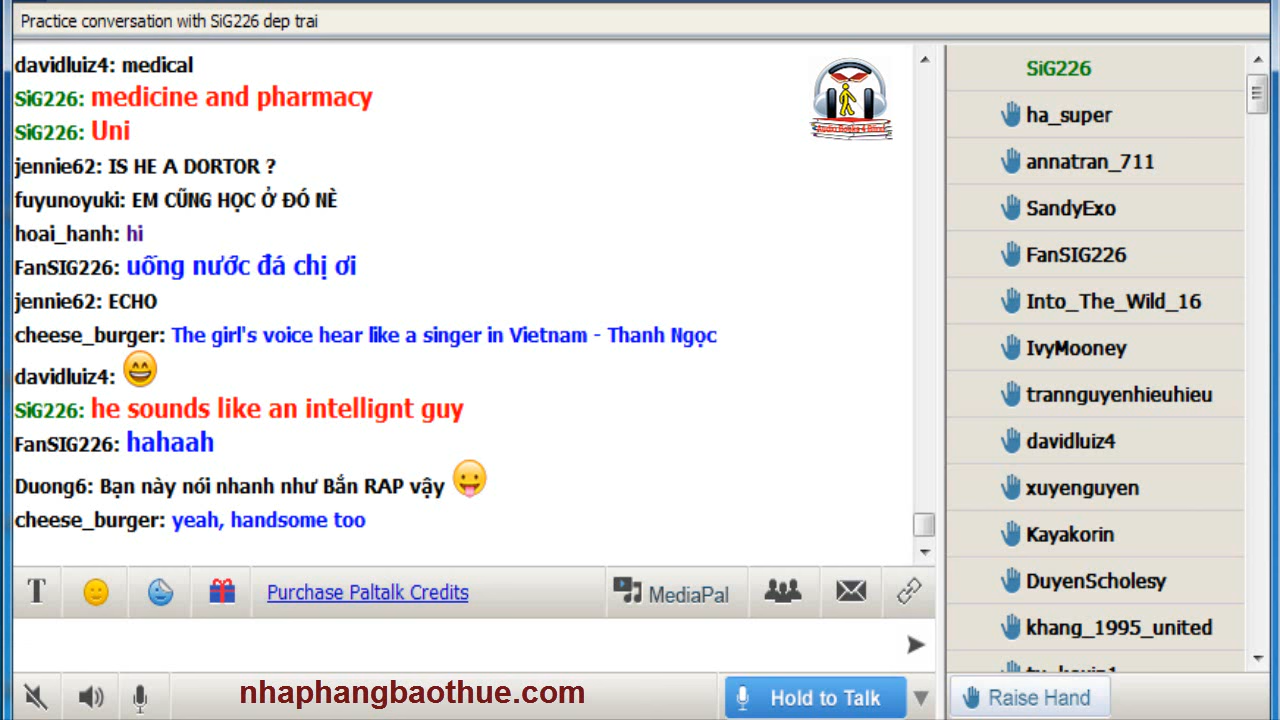 Practice conversation with SiG226 dep trai
davidluiz4: medical
SiG226: medicine and pharmacy
SiG226: Uni
jennie62: IS HE A DORTOR ?
fuyunoyuki: EM CŨNG HỌC Ở ĐÓ NÈ
hoai_hanh: hi
FanSIG226: uống nước đá chị ơi
jennie62: ECHO
cheese_burger: The girl's voice hear like a singer in Vietnam - Thanh Ngọc
davidluiz4:
SiG226: he sounds like an intellignt guy
FanSIG226: hahaah
Duong6: Bạn này nói nhanh như Bắn RAP vậy
cheese_burger: yeah, handsome too
SiG226
ha_super
annatran_711
SandyExo
FanSIG226
Into_The_Wild_16
IvyMooney
trannguyenhieuhieu
davidluiz4
xuyenguyen
Kayakorin
DuyenScholesy
khang_1995_united
T
Purchase Paltalk Credits
MediaPal
nhaphangbaothue.com
Hold to Talk
Raise Hand